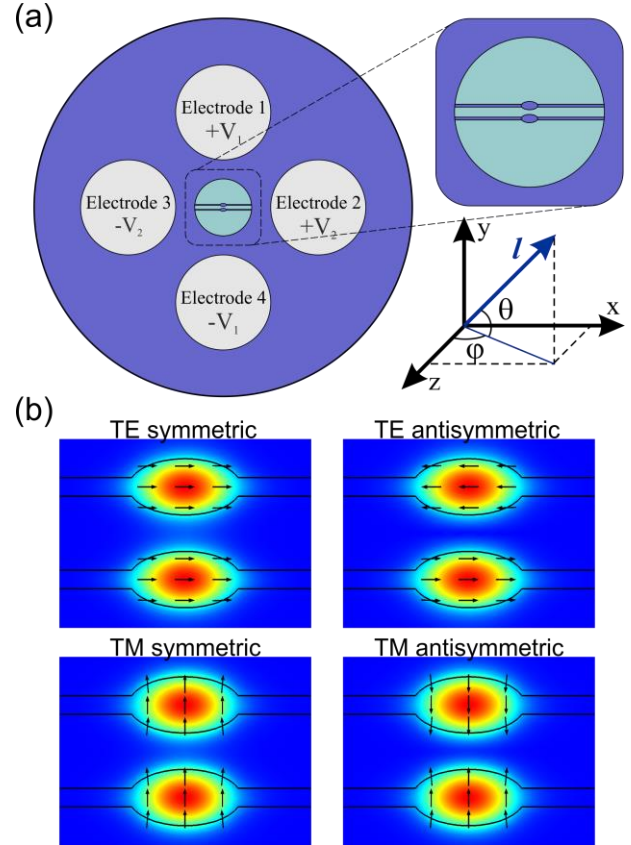 (a)
Electrode 1
+V₁
Electrode 3
-V₂
Electrode 2
+V₂
Electrode 4
-V₁
y
l
θ
x
φ
z
(b)
TE symmetric
TE antisymmetric
TM symmetric
TM antisymmetric